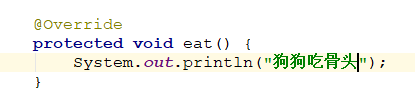 @Override
protected void eat() {
System.out.println("狗狗吃骨头");
}